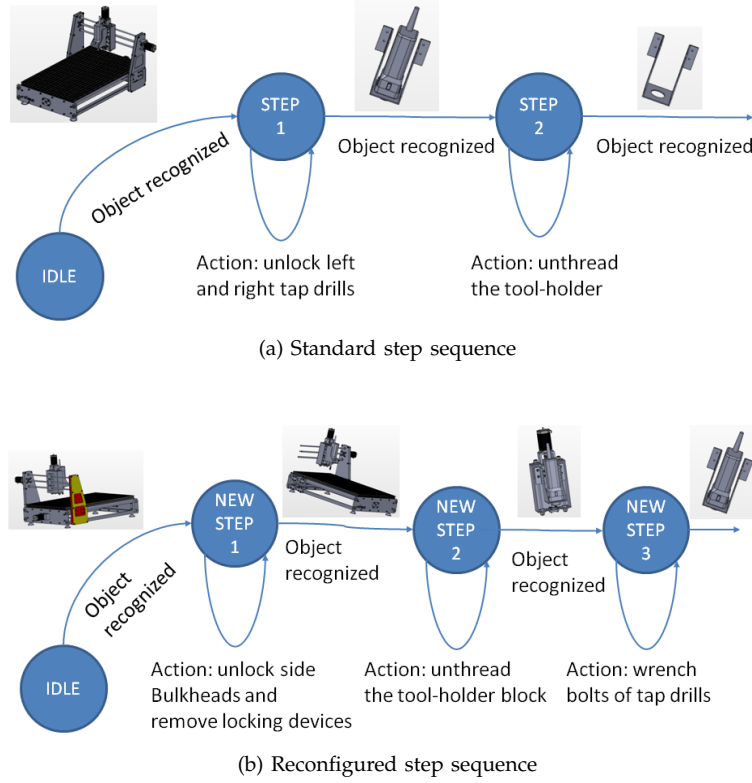 STEP
1
STEP
2
Object recognized
Object recognized
Object recognized
IDLE
Action: unlock left
and right tap drills
Action: unthread
the tool-holder
(a) Standard step sequence
NEW
STEP
1
NEW
STEP
2
NEW
STEP
3
Object
recognized
Object
recognized
Object
recognized
IDLE
Action: unlock side
Bulkheads and
remove locking devices
Action: unthread
the tool-holder block
Action: wrench
bolts of tap drills
(b) Reconfigured step sequence